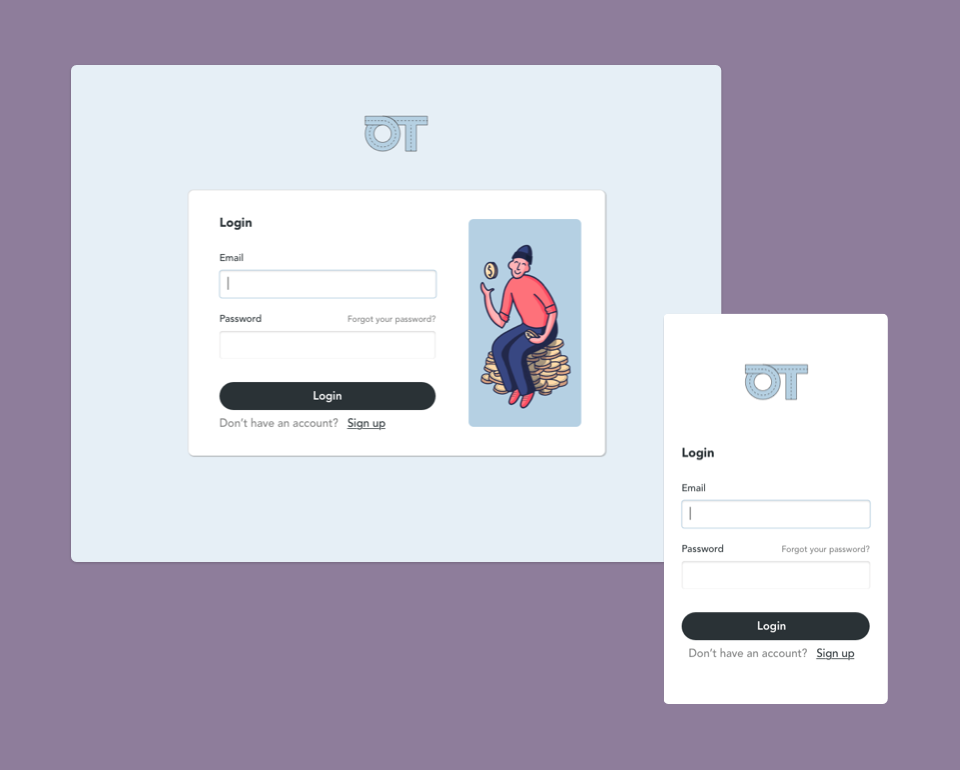 OT
Login
Email
$
Password Forgot your password?
Login
Don't have an account? Sign up
OT
Login
Email
Password Forgot your password?
Login
Don't have an account? Sign up